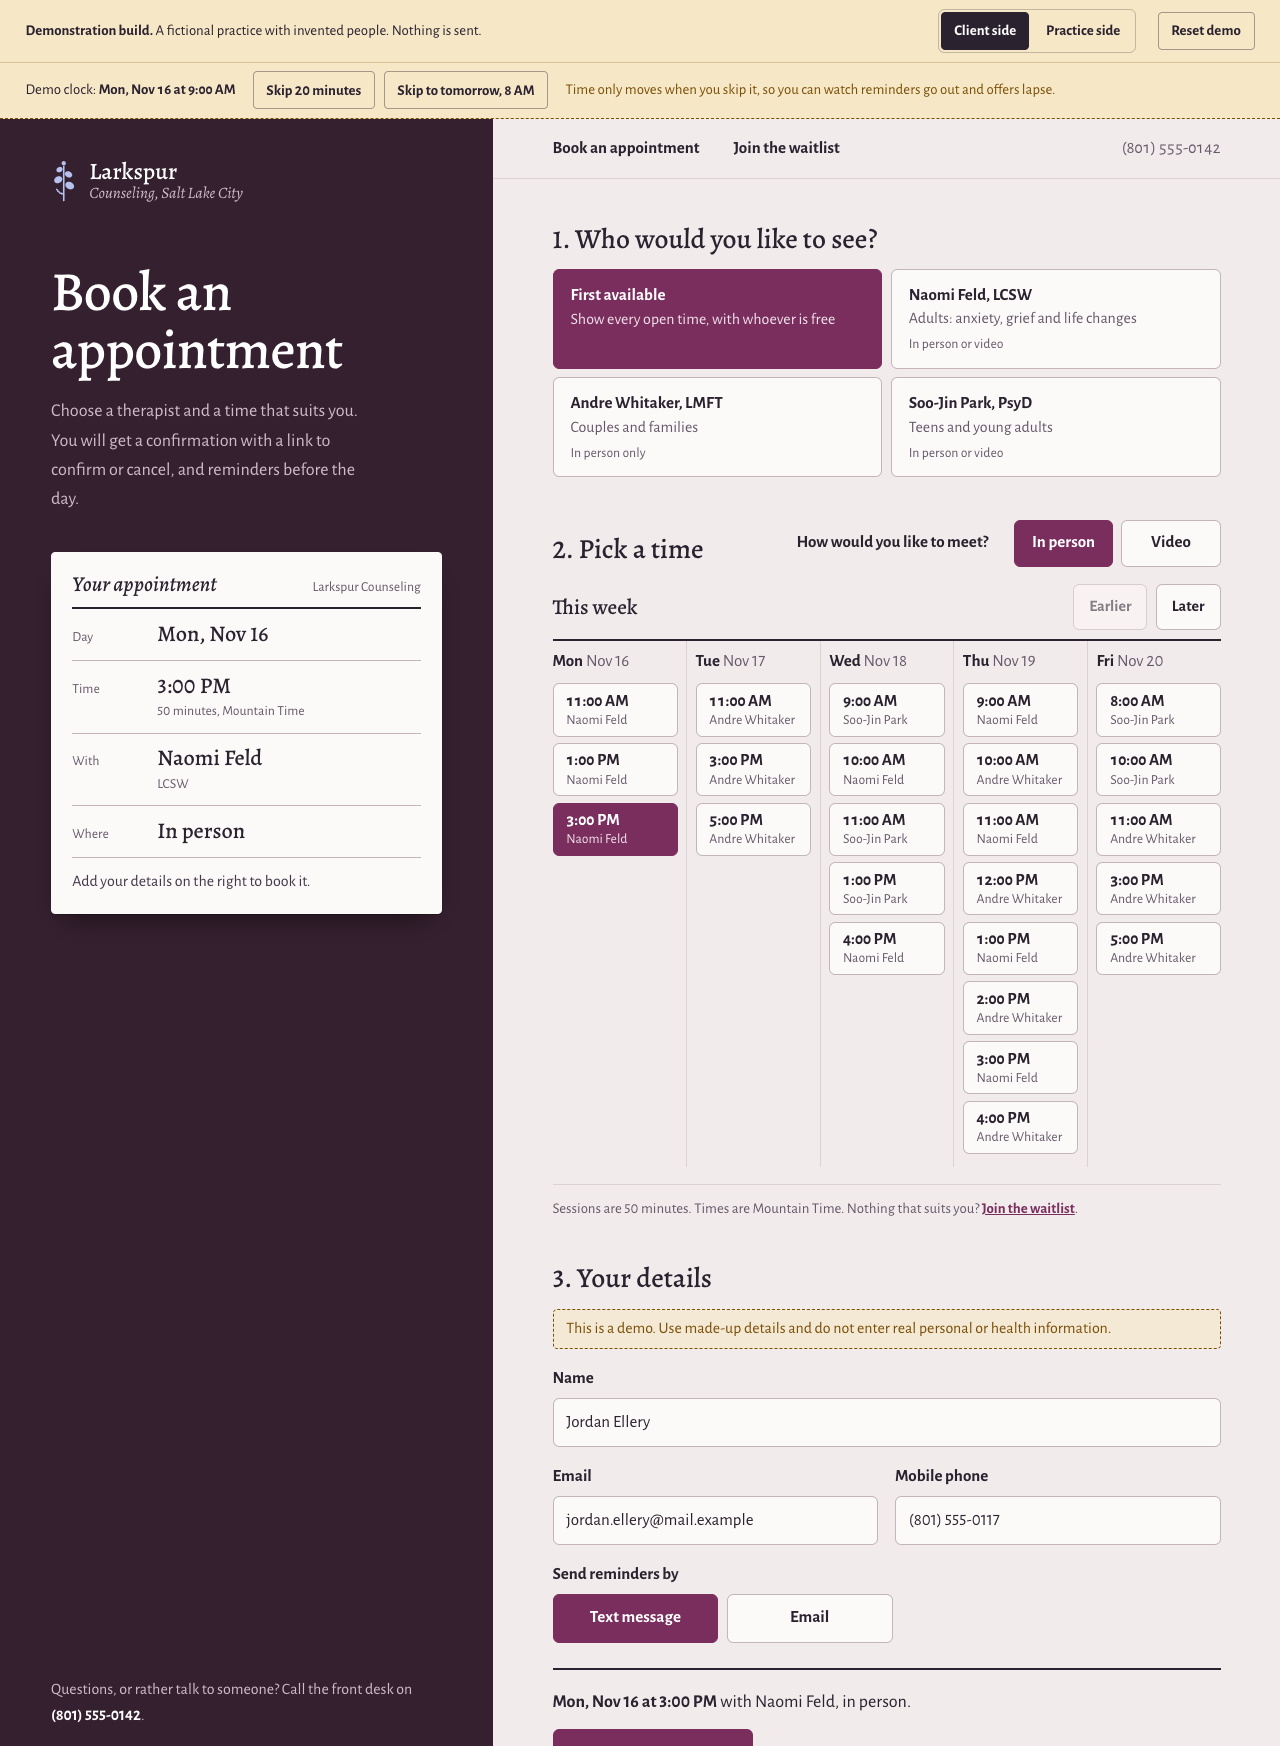 Demonstration build. A fictional practice with invented people. Nothing is sent.
Client side
Practice side
Reset demo
Demo clock: Mon, Nov 16 at 9:00 AM
Skip 20 minutes
Skip to tomorrow, 8 AM
Time only moves when you skip it, so you can watch reminders go out and offers lapse.
Larkspur
Counseling, Salt Lake City
Book an
appointment
Choose a therapist and a time that suits you.
You will get a confirmation with a link to
confirm or cancel, and reminders before the
day.
Your appointment
Larkspur Counseling
Day
Mon, Nov 16
Time
3:00 PM
50 minutes, Mountain Time
With
Naomi Feld
LCSW
Where
In person
Add your details on the right to book it.
Questions, or rather talk to someone? Call the front desk on
(801) 555-0142.
Book an appointment
Join the waitlist
(801) 555-0142
1. Who would you like to see?
First available
Show every open time, with whoever is free
Naomi Feld, LCSW
Adults: anxiety, grief and life changes
In person or video
Andre Whitaker, LMFT
Couples and families
In person only
Soo-Jin Park, PsyD
Teens and young adults
In person or video
2. Pick a time
How would you like to meet?
In person
Video
This week
Earlier
Later
Mon Nov 16
11:00 AM
Naomi Feld
1:00 PM
Naomi Feld
3:00 PM
Naomi Feld
Tue Nov 17
11:00 AM
Andre Whitaker
3:00 PM
Andre Whitaker
5:00 PM
Andre Whitaker
Wed Nov 18
9:00 AM
Soo-Jin Park
10:00 AM
Naomi Feld
11:00 AM
Soo-Jin Park
1:00 PM
Soo-Jin Park
4:00 PM
Naomi Feld
Thu Nov 19
9:00 AM
Naomi Feld
10:00 AM
Andre Whitaker
11:00 AM
Naomi Feld
12:00 PM
Andre Whitaker
1:00 PM
Naomi Feld
2:00 PM
Andre Whitaker
3:00 PM
Naomi Feld
4:00 PM
Andre Whitaker
Fri Nov 20
8:00 AM
Soo-Jin Park
10:00 AM
Soo-Jin Park
11:00 AM
Andre Whitaker
3:00 PM
Andre Whitaker
5:00 PM
Andre Whitaker
Sessions are 50 minutes. Times are Mountain Time. Nothing that suits you? Join the waitlist.
3. Your details
This is a demo. Use made-up details and do not enter real personal or health information.
Name
Jordan Ellery
Email
jordan.ellery@mail.example
Mobile phone
(801) 555-0117
Send reminders by
Text message
Email
Mon, Nov 16 at 3:00 PM with Naomi Feld, in person.